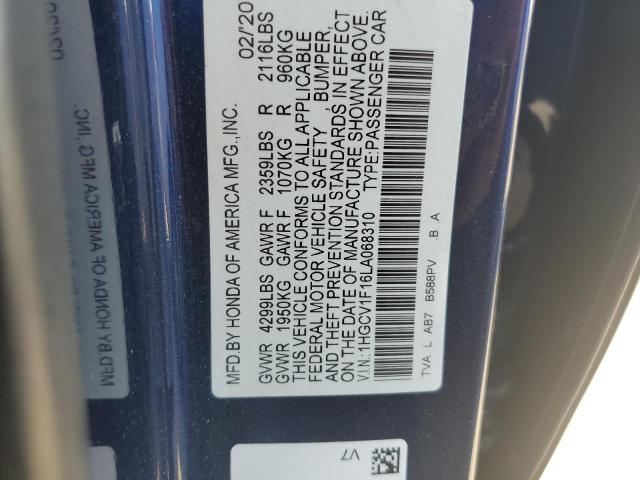 MFD.BY HONDA OF AMERICA MFG.,INC. 02/'20
GVWR 4299LBS GAWR F 2359LBS R 2116LBS
GVWR 1950KG GAWR F 1070KG R 960KG
THIS VEHICLE CONFORMS TO ALL APPLICABLE
FEDERAL MOTOR VEHICLE SAFETY , BUMPER,
AND THEFT PREVENTION STANDARDS IN EFFECT
ON THE DATE OF MANUFACTURE SHOWN ABOVE.
V.I.N.:1HGCV1F16LA068310 TYPE:PASSENGER CAR
TVA L AB7 B588PV .B .A
V7
MFD BY HONDA OF AMERICA MFG.,INC.